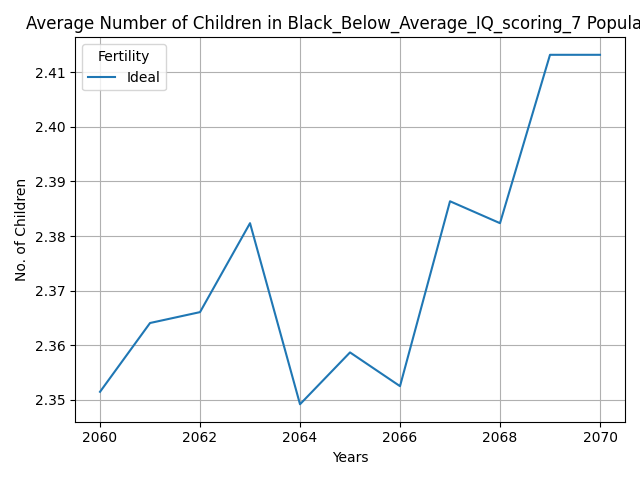 Average Number of Children in Black_Below_Average_IQ_scoring_7 Popula
Fertility
Ideal
No. of Children
2.41
2.40
2.39
2.38
2.37
2.36
2.35
2060 2062 2064 2066 2068 2070
Years